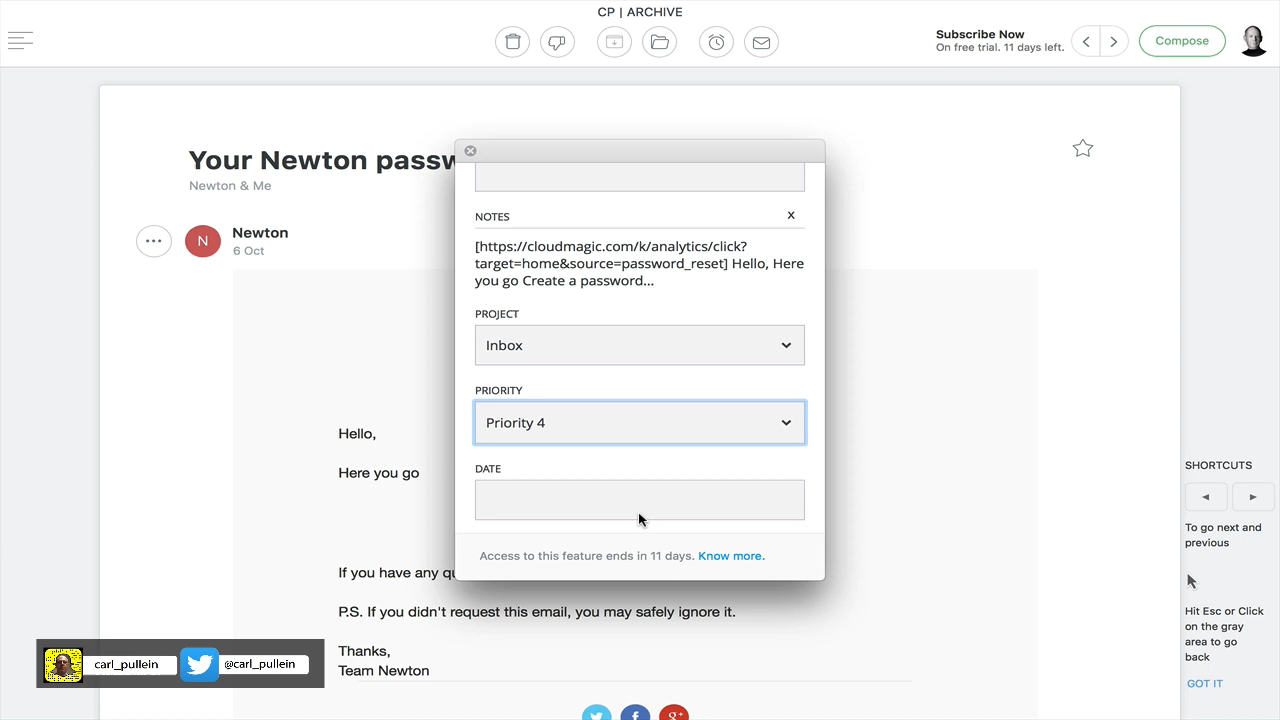 CP | ARCHIVE
Subscribe Now
On free trial. 11 days left.
Compose
Your Newton passw
Newton & Me
N
Newton
6 Oct
NOTES
x
[https://cloudmagic.com/k/analytics/click?
target=home&source=password_reset] Hello, Here
you go Create a password...
PROJECT
Inbox
PRIORITY
Priority 4
DATE
Access to this feature ends in 11 days. Know more.
Hello,
Here you go
If you have any qu
P.S. If you didn't request this email, you may safely ignore it.
Thanks,
Team Newton
SHORTCUTS
To go next and
previous
Hit Esc or Click
on the gray
area to go
back
GOT IT
carl_pullein
@carl_pullein
f
g+